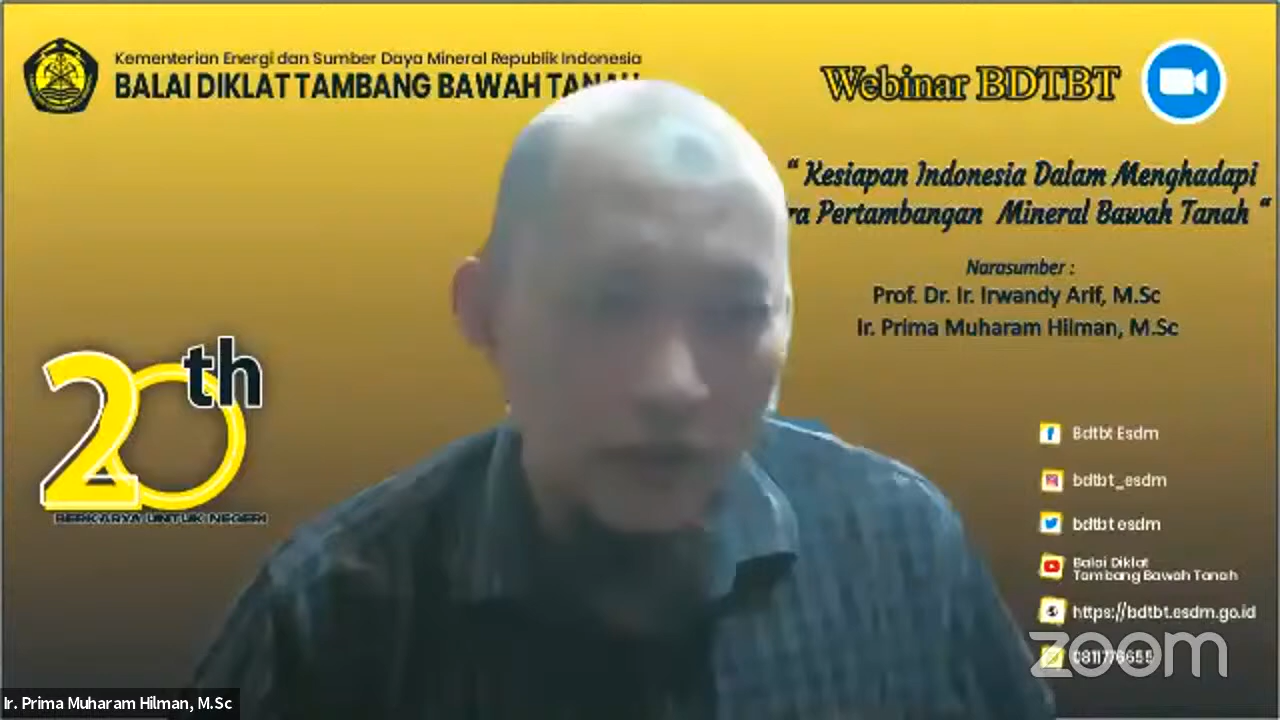 Kementerian Energi dan Sumber Daya Mineral Republik Indonesia
BALAI DIKLAT TAMBANG BAWAH
Webinar BDTBT
“ Kesiapan Indonesia Dalam Menghadapi
Pertambangan Mineral Bawah Tanah “
Narasumber :
Prof. Dr. Ir. Irwandy Arif, M.Sc
Ir. Prima Muharam Hilman, M.Sc
20th
BERKARYA UNTUK NEGERI
Bdtbt Esdm
bdtbt_esdm
bdtbt esdm
Balai Diklat
Tambang Bawah Tanah
https://bdtbt.esdm.go.id
zoom
Ir. Prima Muharam Hilman, M.Sc